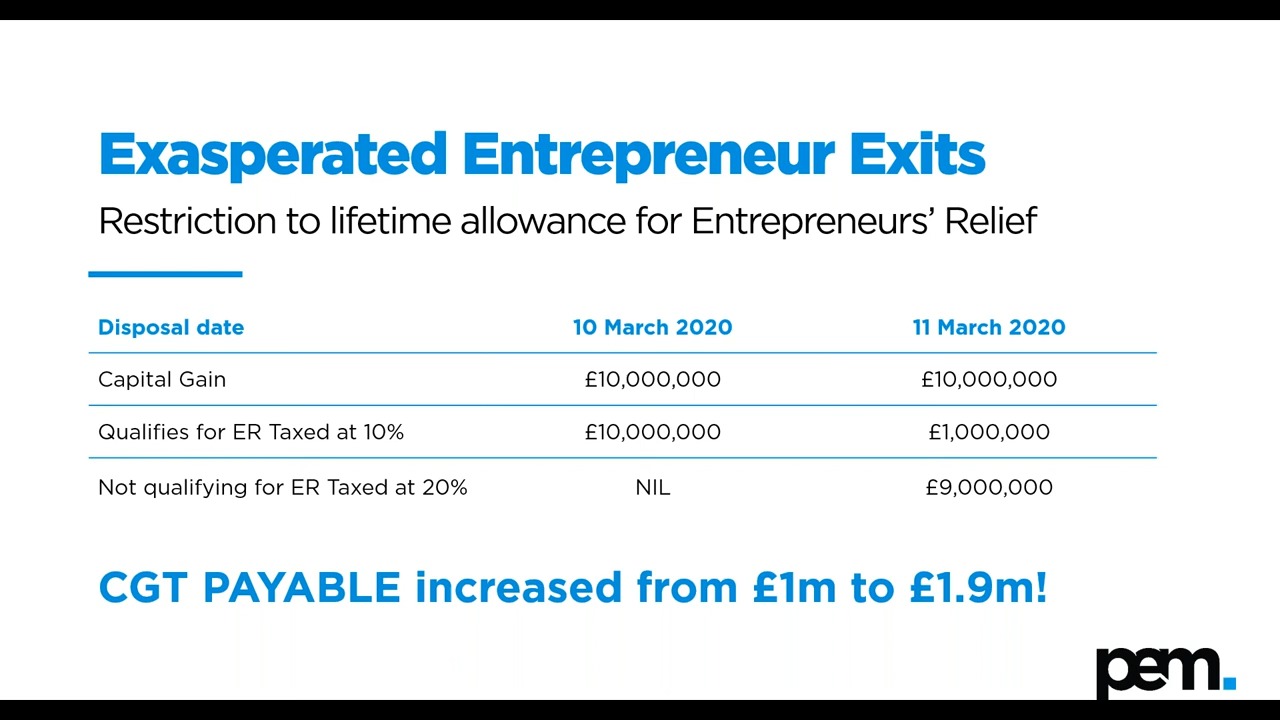 Exasperated Entrepreneur Exits
Restriction to lifetime allowance for Entrepreneurs’ Relief
Disposal date 10 March 2020 11 March 2020
Capital Gain £10,000,000 £10,000,000
Qualifies for ER Taxed at 10% £10,000,000 £1,000,000
Not qualifying for ER Taxed at 20% NIL £9,000,000
CGT PAYABLE increased from £1m to £1.9m!
pem.